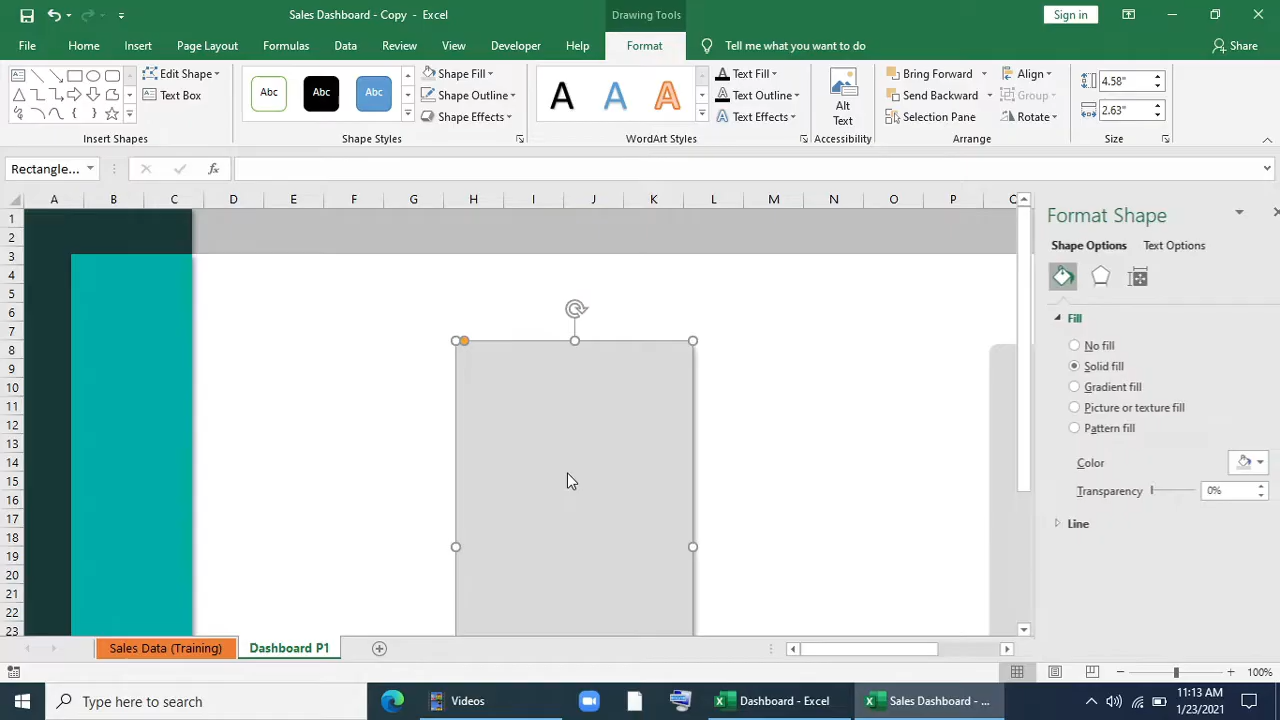 Sales Dashboard - Copy - Excel
Drawing Tools
Sign in
File Home Insert Page Layout Formulas Data Review View Developer Help Format Tell me what you want to do Share
Edit Shape
Text Box
Insert Shapes
Abc Abc Abc
Shape Fill
Shape Outline
Shape Effects
Shape Styles
A A A
Text Fill
Text Outline
Text Effects
WordArt Styles
Alt
Text
Accessibility
Bring Forward
Send Backward
Selection Pane
Align
Group
Rotate
Arrange
4.58"
2.63"
Size
Rectangle... fx
A B C D E F G H I J K L M N O P
1
2
3
4
5
6
7
8
9
10
11
12
13
14
15
16
17
18
19
20
21
22
23
Format Shape
Shape Options Text Options
Fill
No fill
Solid fill
Gradient fill
Picture or texture fill
Pattern fill
Color
Transparency 0%
Line
Sales Data (Training) Dashboard P1
100%
Type here to search
Videos
Dashboard - Excel
Sales Dashboard - ...
11:13 AM
1/23/2021